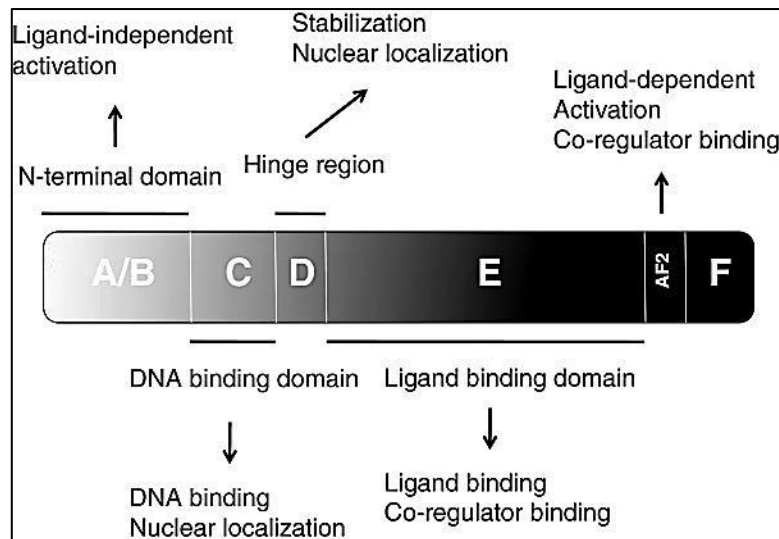 Ligand-independent
activation
Stabilization
Nuclear localization
Ligand-dependent
Activation
Co-regulator binding
N-terminal domain
Hinge region
A/B
C
D
E
AF2
F
DNA binding domain
Ligand binding domain
DNA binding
Nuclear localization
Ligand binding
Co-regulator binding